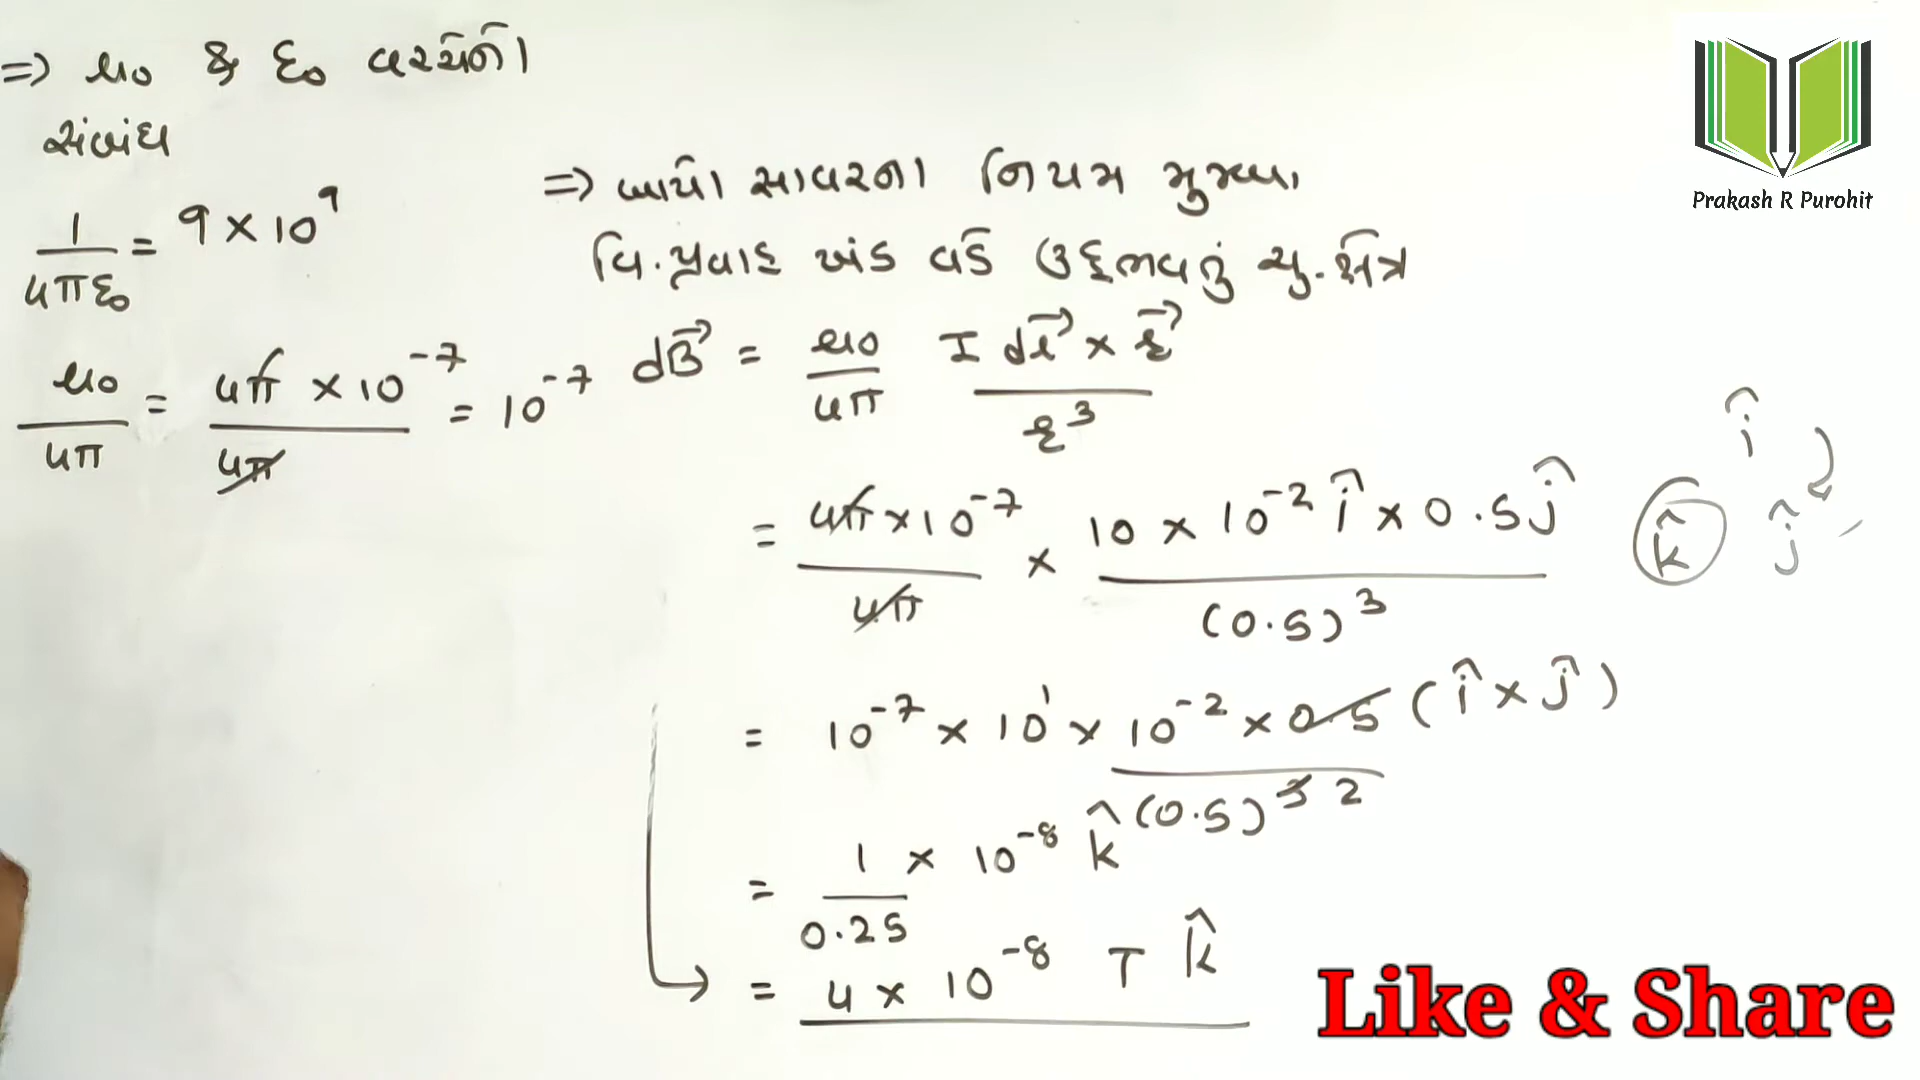 ⇒ μ₀ & ε₀ વચ્ચેનો
સંબંધ
1/4πε₀ = 9 × 10⁹
μ₀/4π = 4π × 10⁻⁷/4π = 10⁻⁷
⇒ બાયો સાવરના નિયમ મુજબ
વિ.પ્રવાહ ખંડ વડે ઉદ્ભવતું ચુ.ક્ષેત્ર
dB⃗ = μ₀/4π I dl⃗ × r⃗/r³
= 4π × 10⁻⁷/4π × 10 × 10⁻² î × 0.5 ĵ/(0.5)³
î
k̂ ĵ
= 10⁻⁷ × 10¹ × 10⁻² × 0.5/(0.5)³ 2 (î × ĵ)
= 1/0.25 × 10⁻⁸ k̂
= 4 × 10⁻⁸ T k̂
Prakash R Purohit
Like & Share